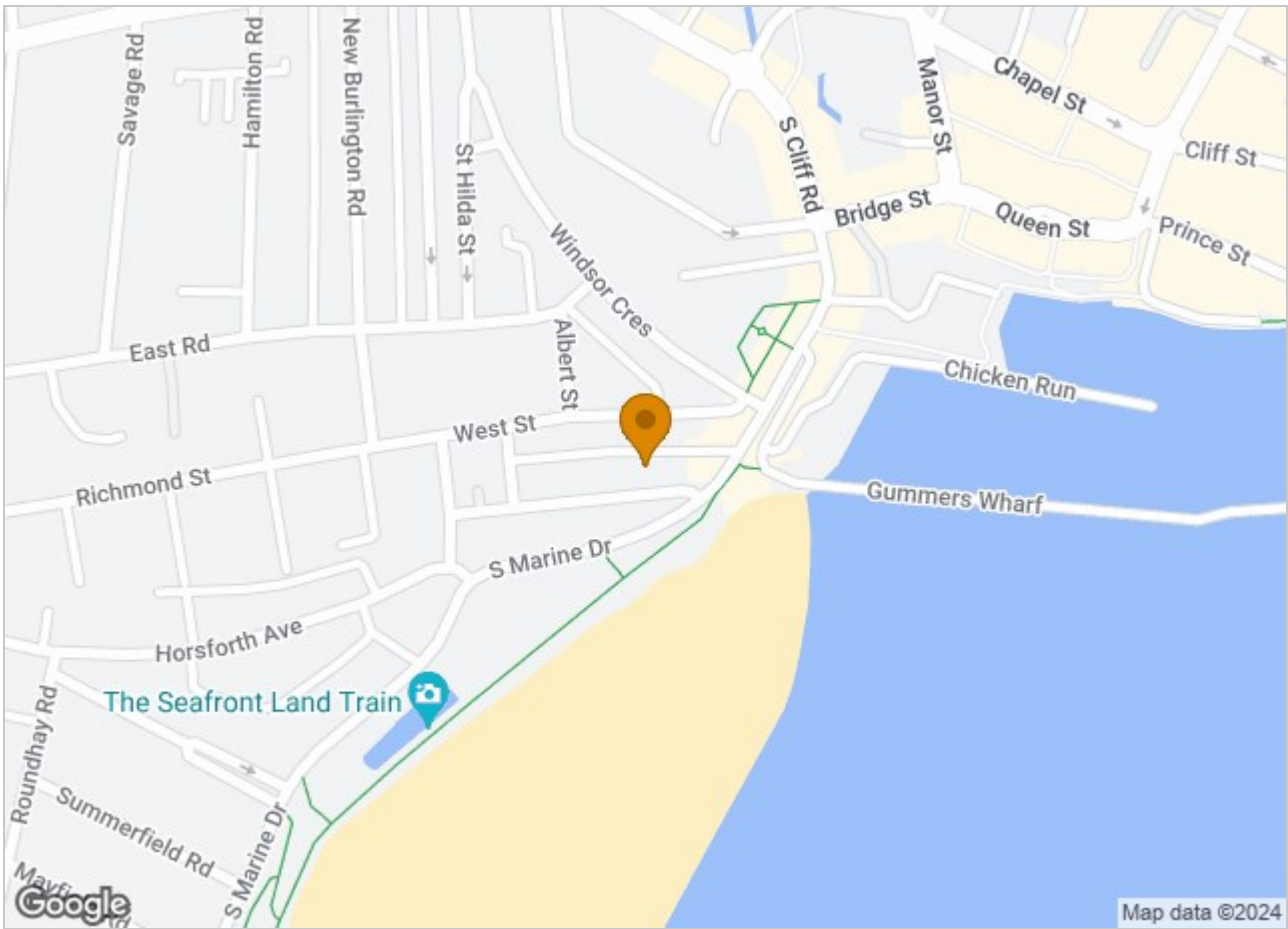 Savage Rd
Hamilton Rd
New Burlington Rd
St Hilda St
Windsor Cres
S Cliff Rd
Manor St
Chapel St
Cliff St
Bridge St
Queen St
Prince St
East Rd
Albert St
Chicken Run
West St
Richmond St
Gummers Wharf
S Marine Dr
Horsforth Ave
The Seafront Land Train
Roundhay Rd
Summerfield Rd
S Marine Dr
Google
Map data ©2024